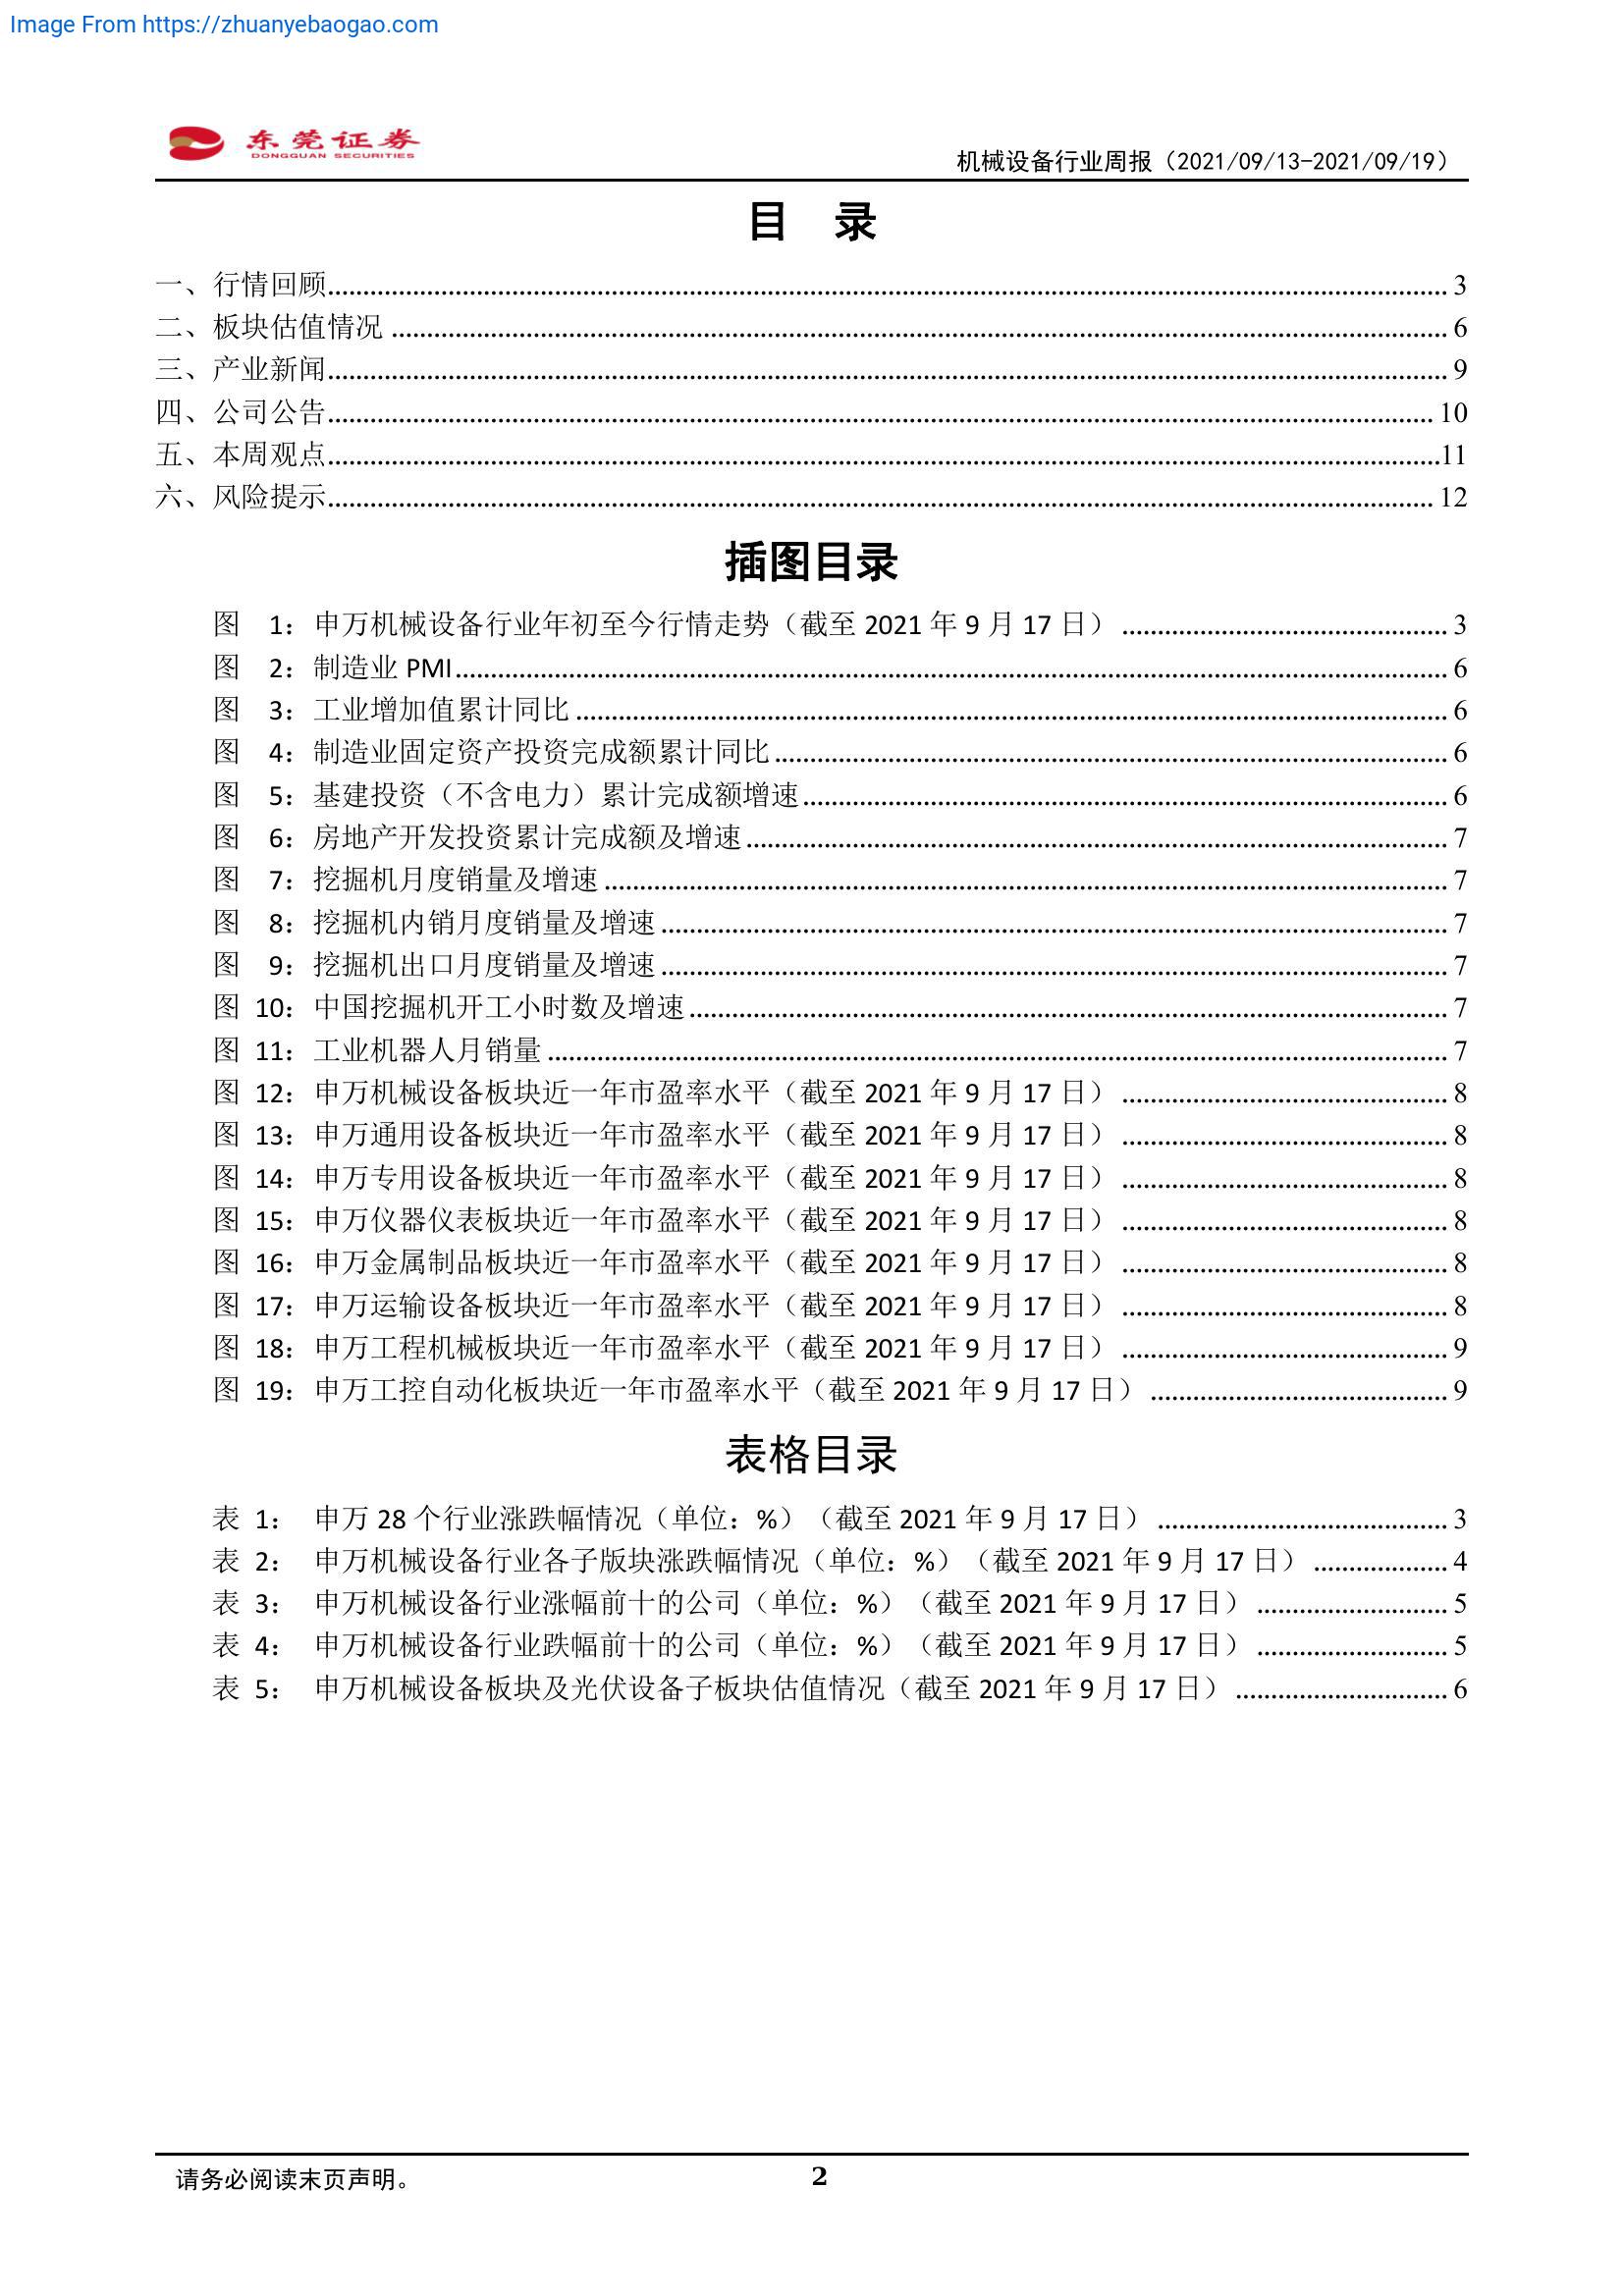 Image From https://zhuanyebaogao.com
东莞证券
DONGGUAN SECURITIES
机械设备行业周报（2021/09/13-2021/09/19）
目 录
一、行情回顾........ 3
二、板块估值情况 ........ 6
三、产业新闻........ 9
四、公司公告........ 10
五、本周观点........11
六、风险提示........ 12
插图目录
图 1：申万机械设备行业年初至今行情走势（截至 2021 年 9 月 17 日） ........ 3
图 2：制造业 PMI........ 6
图 3：工业增加值累计同比 ........ 6
图 4：制造业固定资产投资完成额累计同比 ........ 6
图 5：基建投资（不含电力）累计完成额增速 ........ 6
图 6：房地产开发投资累计完成额及增速 ........ 7
图 7：挖掘机月度销量及增速 ........ 7
图 8：挖掘机内销月度销量及增速 ........ 7
图 9：挖掘机出口月度销量及增速 ........ 7
图 10：中国挖掘机开工小时数及增速 ........ 7
图 11：工业机器人月销量 ........ 7
图 12：申万机械设备板块近一年市盈率水平（截至 2021 年 9 月 17 日） ........ 8
图 13：申万通用设备板块近一年市盈率水平（截至 2021 年 9 月 17 日） ........ 8
图 14：申万专用设备板块近一年市盈率水平（截至 2021 年 9 月 17 日） ........ 8
图 15：申万仪器仪表板块近一年市盈率水平（截至 2021 年 9 月 17 日） ........ 8
图 16：申万金属制品板块近一年市盈率水平（截至 2021 年 9 月 17 日） ........ 8
图 17：申万运输设备板块近一年市盈率水平（截至 2021 年 9 月 17 日） ........ 8
图 18：申万工程机械板块近一年市盈率水平（截至 2021 年 9 月 17 日） ........ 9
图 19：申万工控自动化板块近一年市盈率水平（截至 2021 年 9 月 17 日） ........ 9
表格目录
表 1： 申万 28 个行业涨跌幅情况（单位：%）（截至 2021 年 9 月 17 日） ........ 3
表 2： 申万机械设备行业各子版块涨跌幅情况（单位：%）（截至 2021 年 9 月 17 日） ........ 4
表 3： 申万机械设备行业涨幅前十的公司（单位：%）（截至 2021 年 9 月 17 日） ........ 5
表 4： 申万机械设备行业跌幅前十的公司（单位：%）（截至 2021 年 9 月 17 日） ........ 5
表 5： 申万机械设备板块及光伏设备子板块估值情况（截至 2021 年 9 月 17 日） ........ 6
请务必阅读末页声明。
2